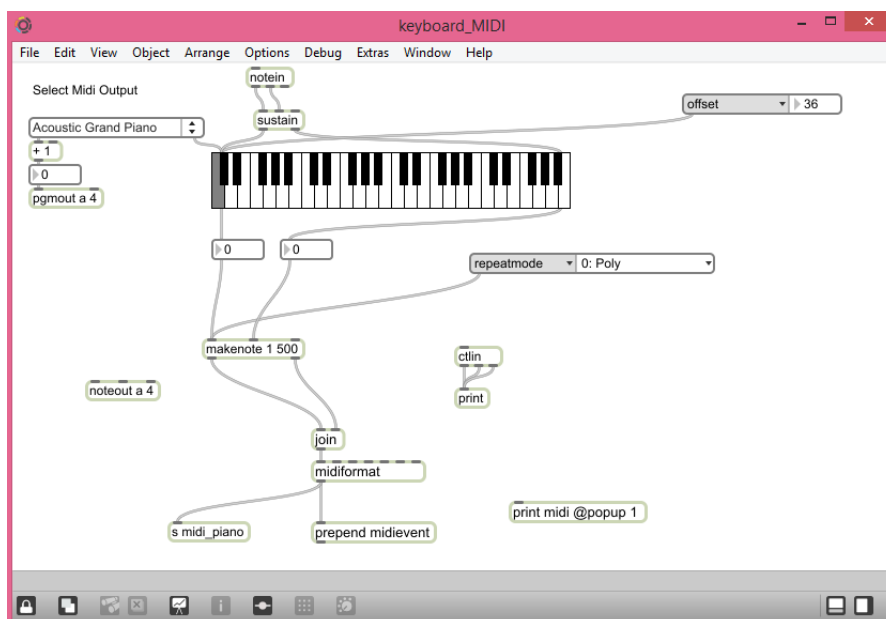 keyboard_MIDI
File Edit View Object Arrange Options Debug Extras Window Help
notein
Select Midi Output
offset 36
sustain
Acoustic Grand Piano
+ 1
0
pgmout a 4
0 0
repeatmode 0: Poly
makenote 1 500
ctlin
noteout a 4
print
join
midiformat
print midi @popup 1
s midi_piano
prepend midievent